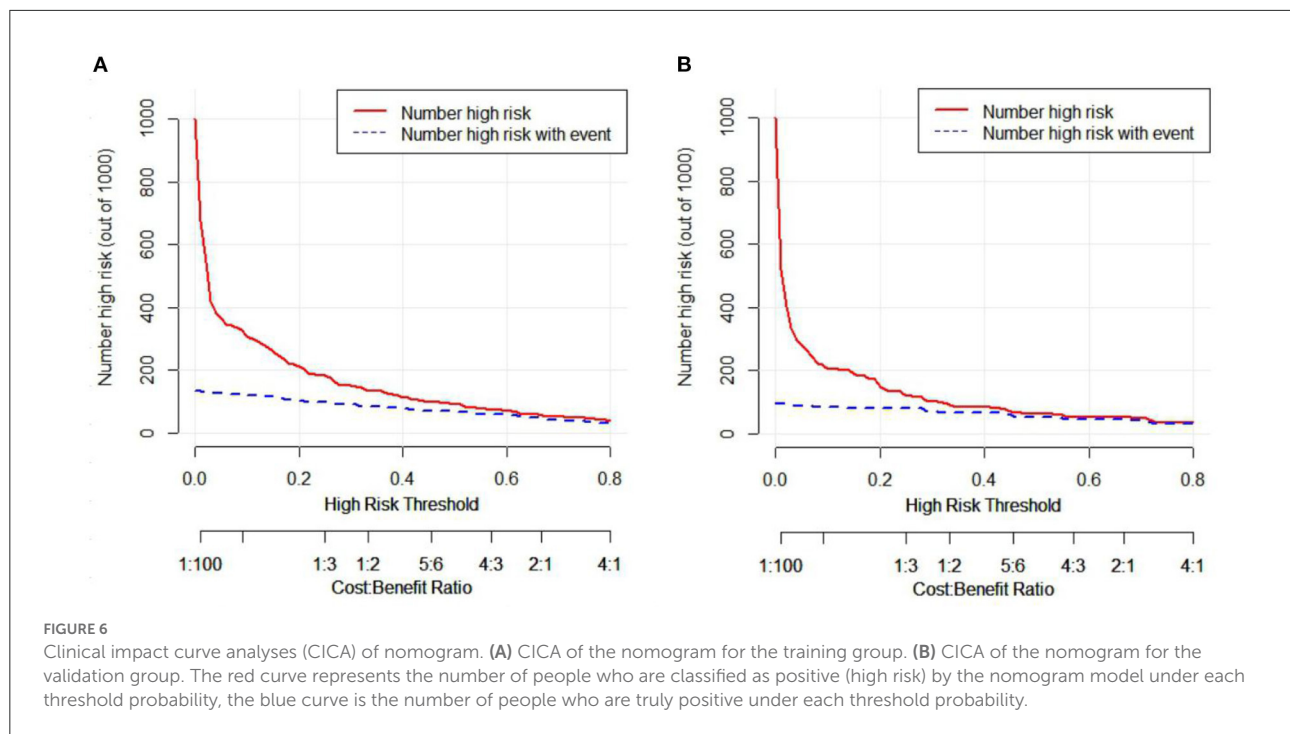 A
Number high risk
Number high risk with event
Number high risk (out of 1000)
1000
800
600
400
200
0
0.0 0.2 0.4 0.6 0.8
High Risk Threshold
1:100 1:3 1:2 5:6 4:3 2:1 4:1
Cost:Benefit Ratio
B
Number high risk
Number high risk with event
Number high risk (out of 1000)
1000
800
600
400
200
0
0.0 0.2 0.4 0.6 0.8
High Risk Threshold
1:100 1:3 1:2 5:6 4:3 2:1 4:1
Cost:Benefit Ratio
FIGURE 6
Clinical impact curve analyses (CICA) of nomogram. (A) CICA of the nomogram for the training group. (B) CICA of the nomogram for the
validation group. The red curve represents the number of people who are classified as positive (high risk) by the nomogram model under each
threshold probability, the blue curve is the number of people who are truly positive under each threshold probability.